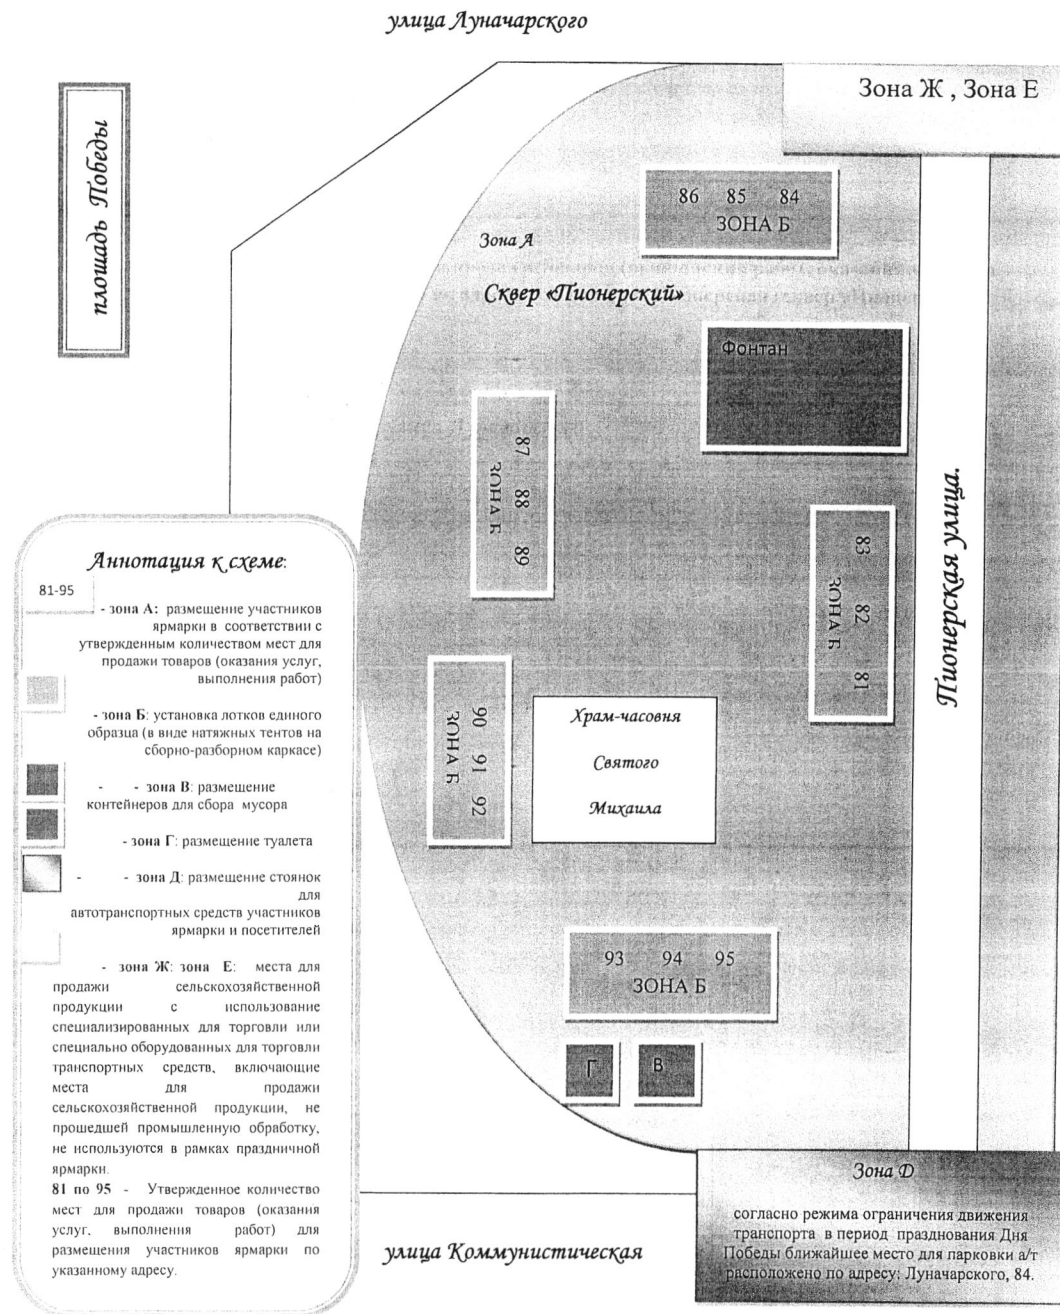 улица Луначарского
площадь Победы
Зона Ж , Зона Е
86 85 84
ЗОНА Б
Зона А
Сквер «Пионерский»
Фонтан
87 88 89
ЗОНА Б
83 82 81
ЗОНА Б
Пионерская улица.
90 91 92
ЗОНА Б
Храм-часовня
Святого
Михаила
93 94 95
ЗОНА Б
Г
В
Зона D
согласно режима ограничения движения
транспорта в период празднования Дня
Победы ближайшее место для парковки а/т
расположено по адресу: Луначарского, 84.
улица Коммунистическая
Аннотация к схеме:
81-95
- зона А: размещение участников
ярмарки в соответствии с
утвержденным количеством мест для
продажи товаров (оказания услуг,
выполнения работ)
- зона Б: установка лотков единого
образца (в виде натяжных тентов на
сборно-разборном каркасе)
- - зона В: размещение
контейнеров для сбора мусора
- зона Г: размещение туалета
- - зона Д: размещение стоянок
для
автотранспортных средств участников
ярмарки и посетителей
- зона Ж: зона Е: места для
продажи сельскохозяйственной
продукции с использование
специализированных для торговли или
специально оборудованных для торговли
транспортных средств, включающие
места для продажи
сельскохозяйственной продукции, не
прошедшей промышленную обработку,
не используются в рамках праздничной
ярмарки.
81 по 95 - Утвержденное количество
мест для продажи товаров (оказания
услуг, выполнения работ) для
размещения участников ярмарки по
указанному адресу.